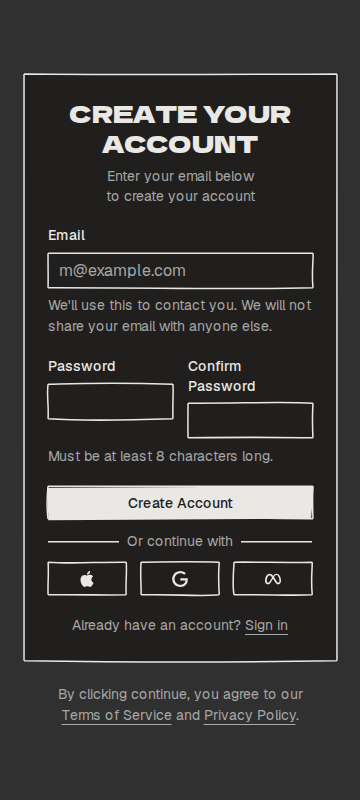 CREATE YOUR
ACCOUNT
Enter your email below
to create your account
Email
m@example.com
We'll use this to contact you. We will not
share your email with anyone else.
Password
Confirm
Password
Must be at least 8 characters long.
Create Account
Or continue with
Already have an account? Sign in
By clicking continue, you agree to our
Terms of Service and Privacy Policy.